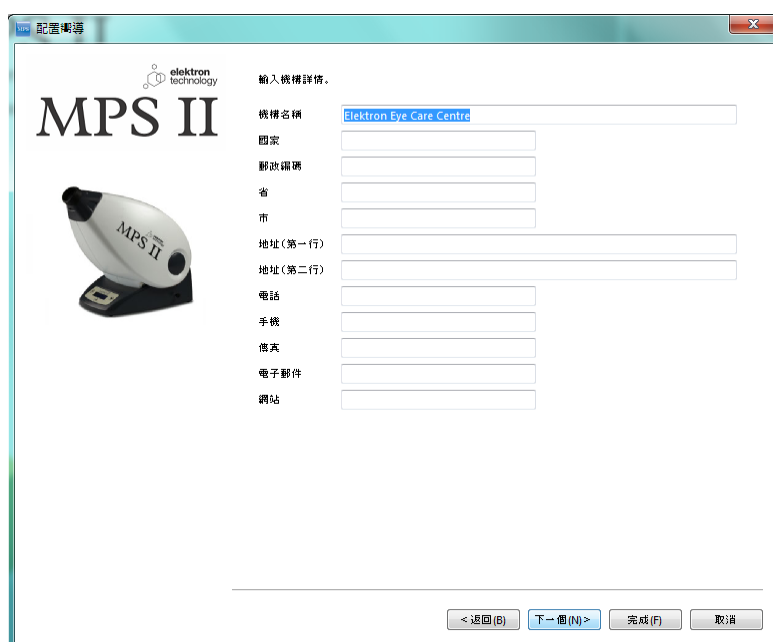 配置嚮導
elektron
technology
MPS II
MPS II
輸入機構詳情。
機構名稱 Elektron Eye Care Centre
國家
郵政編碼
省
市
地址(第一行)
地址(第二行)
電話
手機
傳真
電子郵件
網站
<返回(B) 下一個(N)> 完成(F) 取消